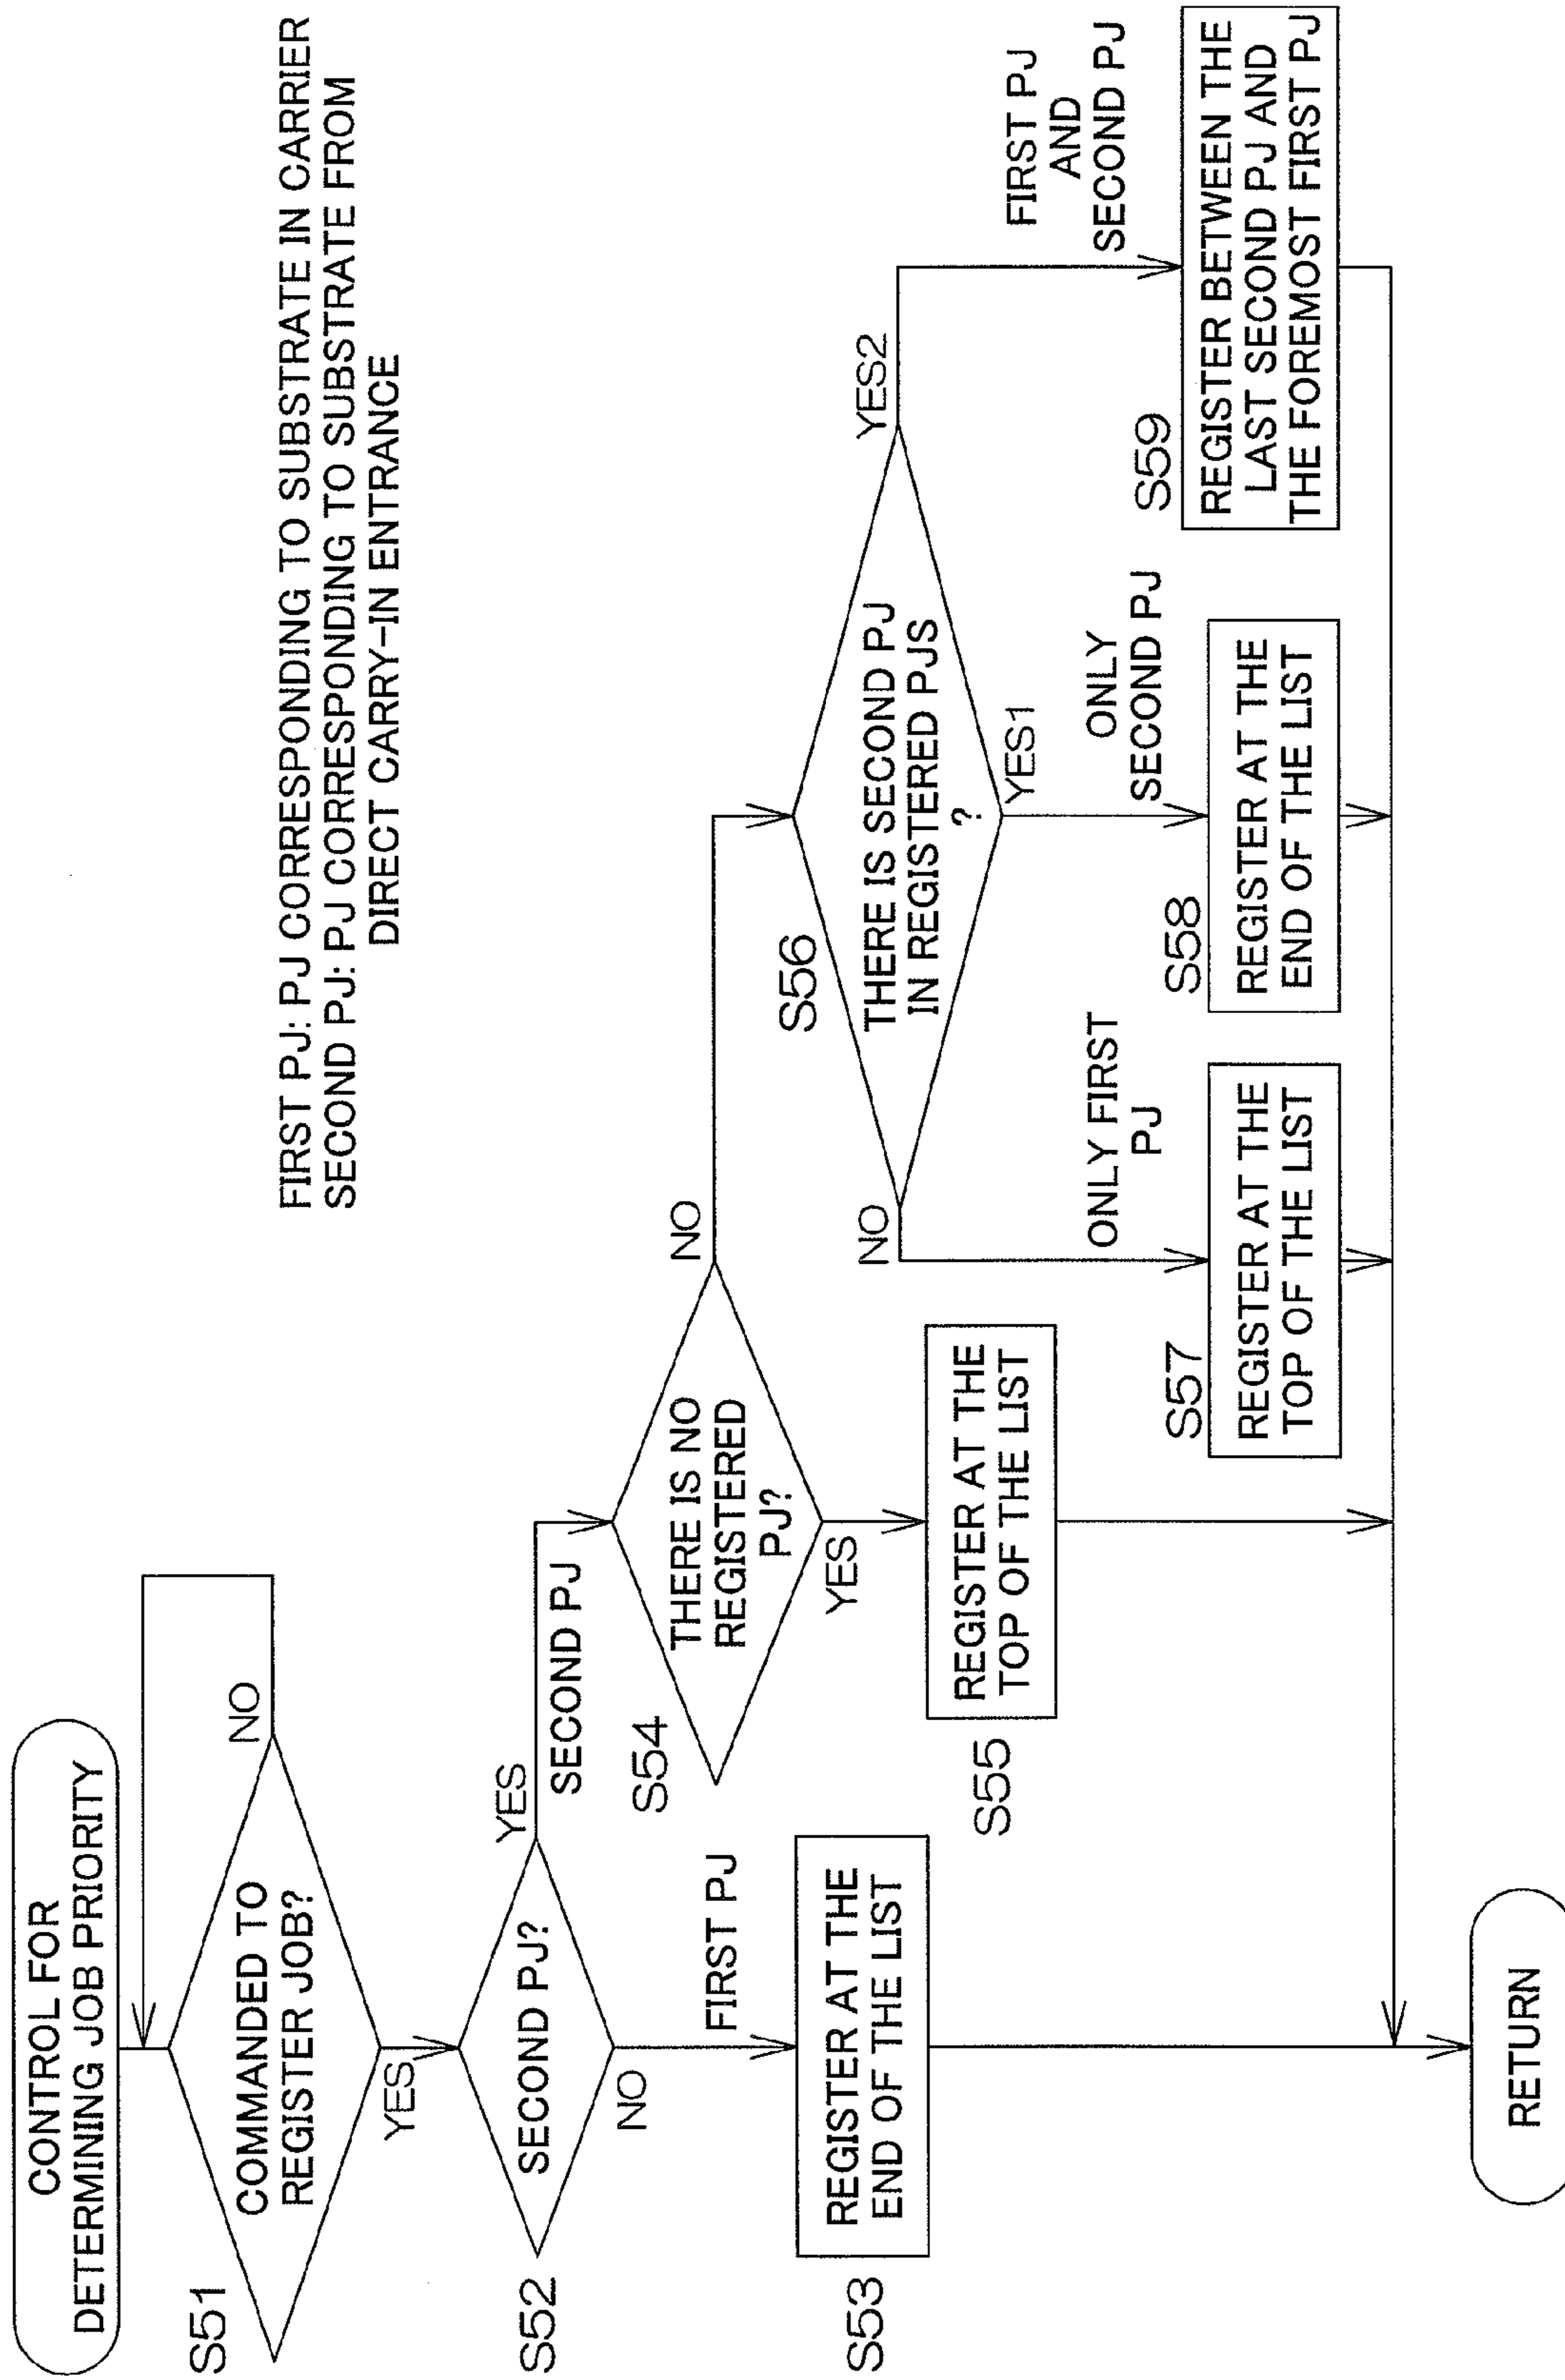 CONTROL FOR
DETERMINING JOB PRIORITY
S51
COMMANDED TO
REGISTER JOB?
NO
YES
FIRST PJ: PJ CORRESPONDING TO SUBSTRATE IN CARRIER
SECOND PJ: PJ CORRESPONDING TO SUBSTRATE FROM
DIRECT CARRY-IN ENTRANCE
S52
SECOND PJ?
YES
SECOND PJ
NO
FIRST PJ
S53
REGISTER AT THE
END OF THE LIST
S54
THERE IS NO
REGISTERED
PJ?
NO
YES
S55
REGISTER AT THE
TOP OF THE LIST
S56
THERE IS SECOND PJ
IN REGISTERED PJS
?
NO
YES1
YES2
ONLY FIRST
PJ
S57
REGISTER AT THE
TOP OF THE LIST
ONLY
SECOND PJ
S58
REGISTER AT THE
END OF THE LIST
FIRST PJ
AND
SECOND PJ
S59
REGISTER BETWEEN THE
LAST SECOND PJ AND
THE FOREMOST FIRST PJ
RETURN